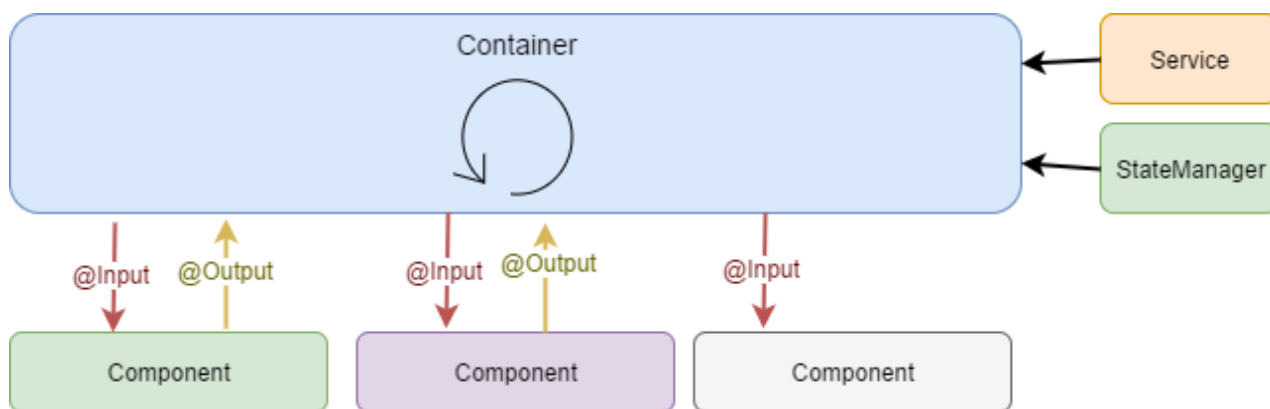 Container
Service
StateManager
@Input
@Output
@Input
@Output
@Input
Component
Component
Component